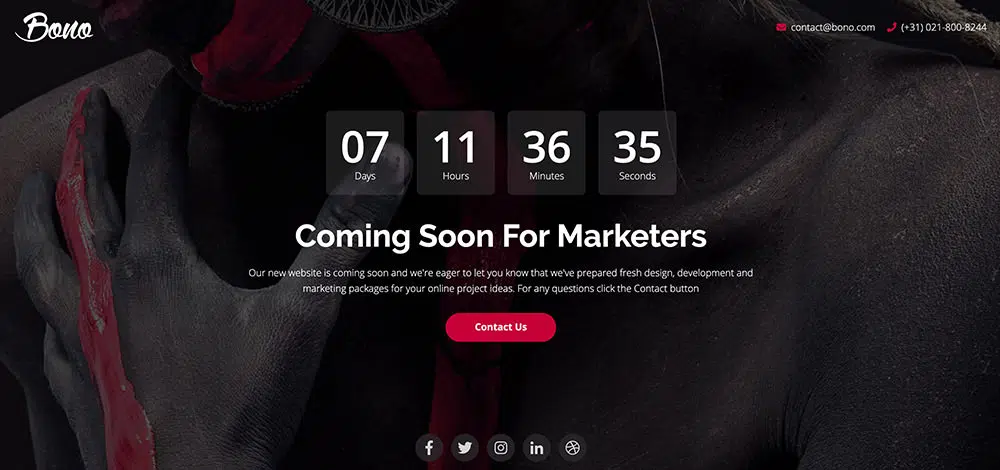 Bono
contact@bono.com
(+31) 021-800-8244
07 11 36 35
Days Hours Minutes Seconds
Coming Soon For Marketers
Our new website is coming soon and we're eager to let you know that we've prepared fresh design, development and
marketing packages for your online project ideas. For any questions click the Contact button
Contact Us